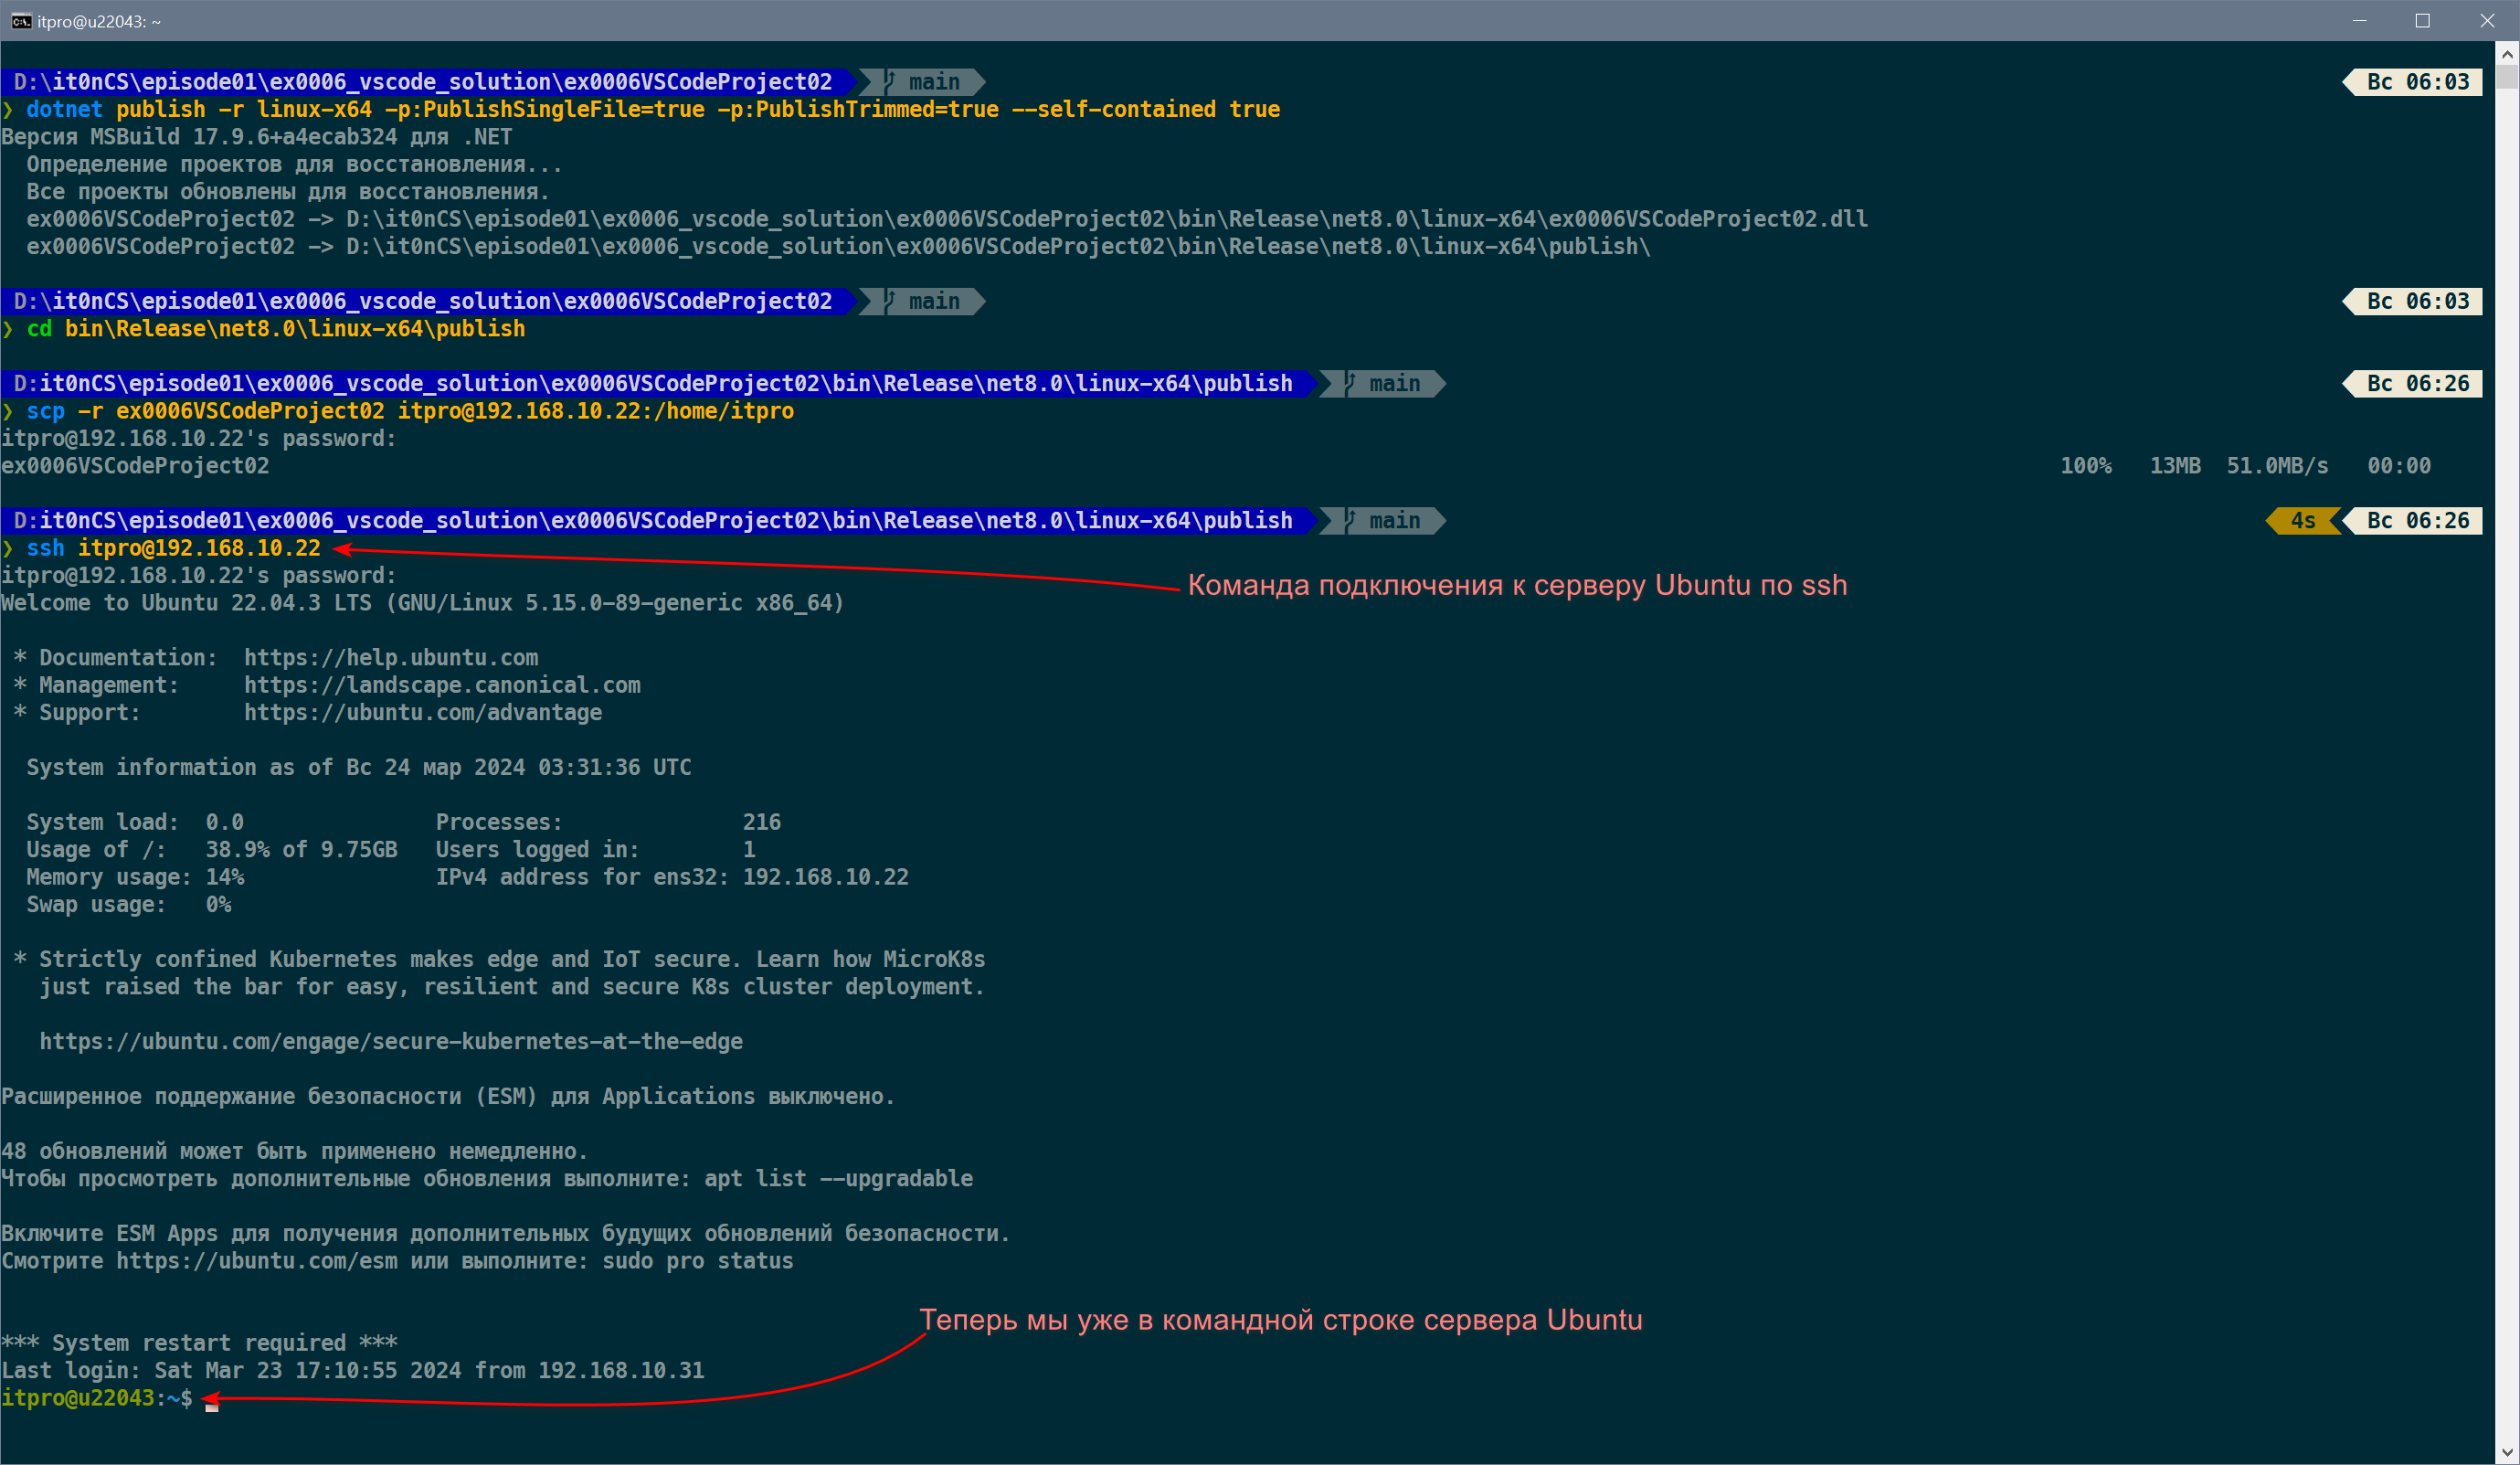 itpro@u22043: ~
D:\it0nCS\episode01\ex0006_vscode_solution\ex0006VSCodeProject02 main Вс 06:03
❯ dotnet publish -r linux-x64 -p:PublishSingleFile=true -p:PublishTrimmed=true --self-contained true
Версия MSBuild 17.9.6+a4ecab324 для .NET
Определение проектов для восстановления...
Все проекты обновлены для восстановления.
ex0006VSCodeProject02 -> D:\it0nCS\episode01\ex0006_vscode_solution\ex0006VSCodeProject02\bin\Release\net8.0\linux-x64\ex0006VSCodeProject02.dll
ex0006VSCodeProject02 -> D:\it0nCS\episode01\ex0006_vscode_solution\ex0006VSCodeProject02\bin\Release\net8.0\linux-x64\publish\
D:\it0nCS\episode01\ex0006_vscode_solution\ex0006VSCodeProject02 main Вс 06:03
❯ cd bin\Release\net8.0\linux-x64\publish
D:it0nCS\episode01\ex0006_vscode_solution\ex0006VSCodeProject02\bin\Release\net8.0\linux-x64\publish main Вс 06:26
❯ scp -r ex0006VSCodeProject02 itpro@192.168.10.22:/home/itpro
itpro@192.168.10.22's password:
ex0006VSCodeProject02 100% 13MB 51.0MB/s 00:00
D:it0nCS\episode01\ex0006_vscode_solution\ex0006VSCodeProject02\bin\Release\net8.0\linux-x64\publish main 4s Вс 06:26
❯ ssh itpro@192.168.10.22
itpro@192.168.10.22's password:
Команда подключения к серверу Ubuntu по ssh
Welcome to Ubuntu 22.04.3 LTS (GNU/Linux 5.15.0-89-generic x86_64)
* Documentation: https://help.ubuntu.com
* Management: https://landscape.canonical.com
* Support: https://ubuntu.com/advantage
System information as of Вс 24 мар 2024 03:31:36 UTC
System load: 0.0 Processes: 216
Usage of /: 38.9% of 9.75GB Users logged in: 1
Memory usage: 14% IPv4 address for ens32: 192.168.10.22
Swap usage: 0%
* Strictly confined Kubernetes makes edge and IoT secure. Learn how MicroK8s
just raised the bar for easy, resilient and secure K8s cluster deployment.
https://ubuntu.com/engage/secure-kubernetes-at-the-edge
Расширенное поддержание безопасности (ESM) для Applications выключено.
48 обновлений может быть применено немедленно.
Чтобы просмотреть дополнительные обновления выполните: apt list --upgradable
Включите ESM Apps для получения дополнительных будущих обновлений безопасности.
Смотрите https://ubuntu.com/esm или выполните: sudo pro status
Теперь мы уже в командной строке сервера Ubuntu
*** System restart required ***
Last login: Sat Mar 23 17:10:55 2024 from 192.168.10.31
itpro@u22043:~$